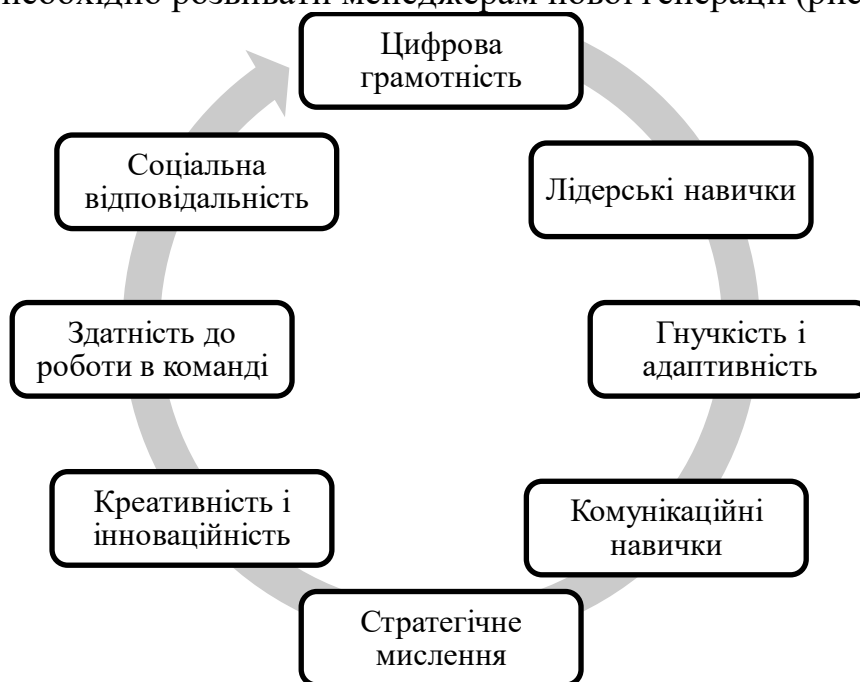 необхідно розвивати менеджерам нової генерації (рис
Цифрова
грамотність
Лідерські навички
Гнучкість і
адаптивність
Комунікаційні
навички
Стратегічне
мислення
Креативність і
інноваційність
Здатність до
роботи в команді
Соціальна
відповідальність